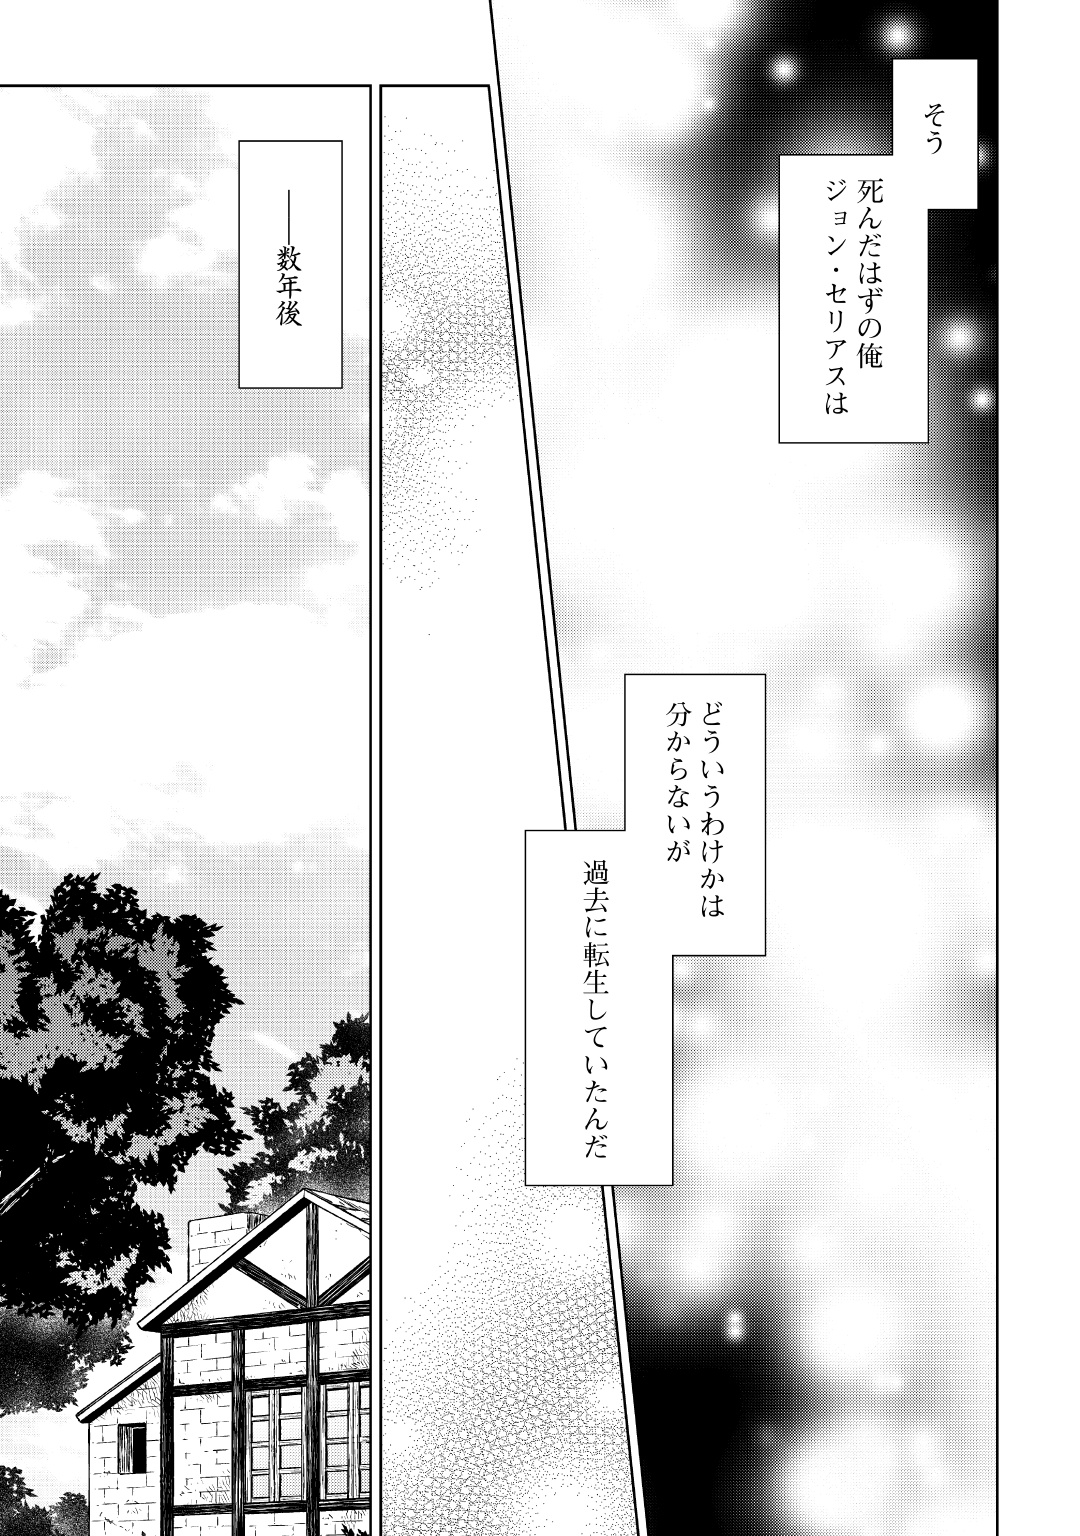 そう
死んだはずの俺
ジョン・セリアスは
どういうわけかは
分からないが
過去に転生していたんだ
――数年後